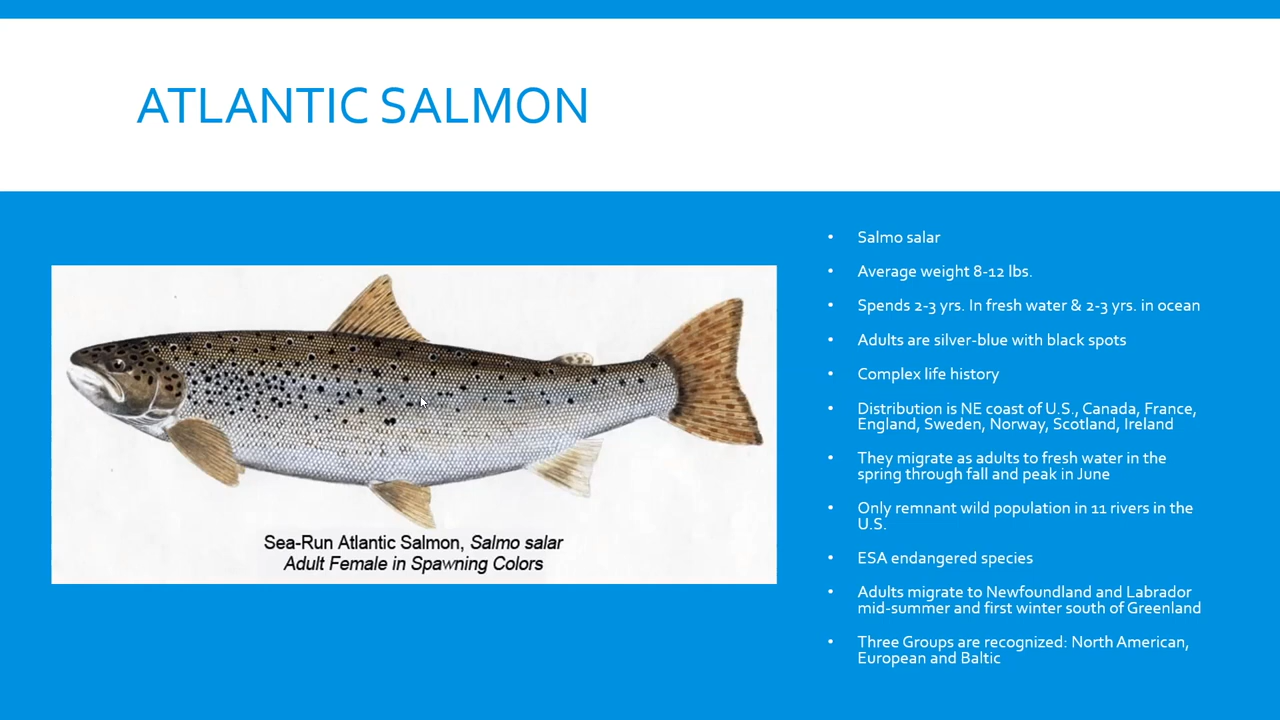 ATLANTIC SALMON
Sea-Run Atlantic Salmon, Salmo salar
Adult Female in Spawning Colors
• Salmo salar
• Average weight 8-12 lbs.
• Spends 2-3 yrs. In fresh water & 2-3 yrs. in ocean
• Adults are silver-blue with black spots
• Complex life history
• Distribution is NE coast of U.S., Canada, France,
England, Sweden, Norway, Scotland, Ireland
• They migrate as adults to fresh water in the
spring through fall and peak in June
• Only remnant wild population in 11 rivers in the
U.S.
• ESA endangered species
• Adults migrate to Newfoundland and Labrador
mid-summer and first winter south of Greenland
• Three Groups are recognized: North American,
European and Baltic